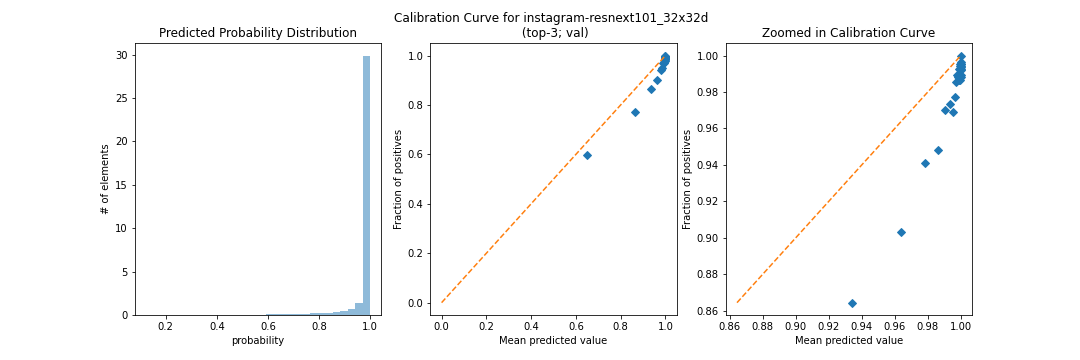 Calibration Curve for instagram-resnext101_32x32d
(top-3; val)
Predicted Probability Distribution
# of elements
30
25
20
15
10
5
0
0.2 0.4 0.6 0.8 1.0
probability
Fraction of positives
1.0
0.8
0.6
0.4
0.2
0.0
0.0 0.2 0.4 0.6 0.8 1.0
Mean predicted value
Zoomed in Calibration Curve
Fraction of positives
1.00
0.98
0.96
0.94
0.92
0.90
0.88
0.86
0.86 0.88 0.90 0.92 0.94 0.96 0.98 1.00
Mean predicted value